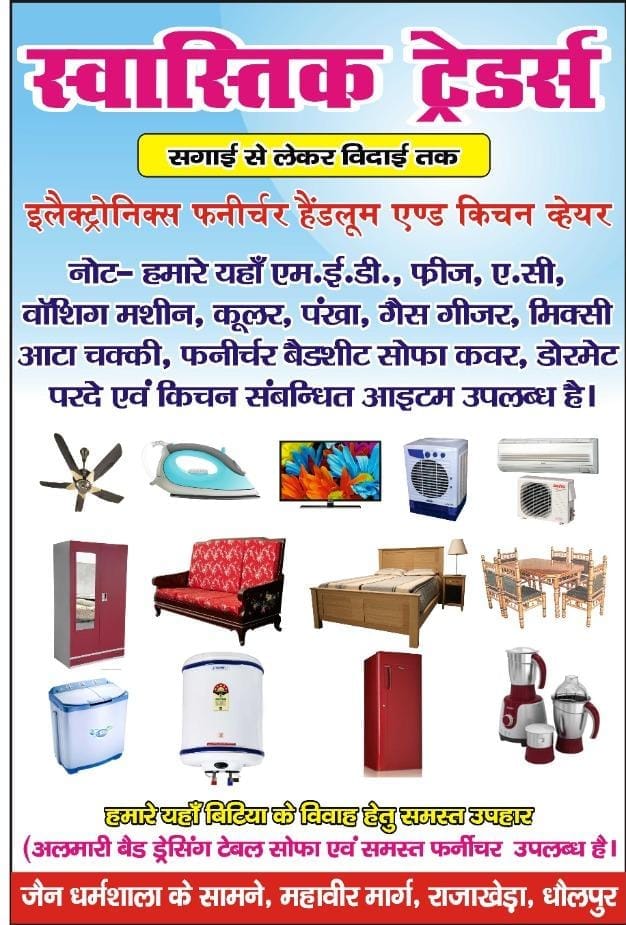 स्वास्तिक ट्रेडर्स
सगाई से लेकर विदाई तक
इलैक्ट्रोनिक्स फनीर्चर हैंडलूम एण्ड किचन व्हेयर
नोट- हमारे यहाँ एम.ई.डी., फ्रीज, ए.सी,
वॉशिग मशीन, कूलर, पंखा, गैस गीजर, मिक्सी
आटा चक्की, फनीर्चर बैडशीट सोफा कवर, डोरमेट
परदे एवं किचन संबन्धित आइटम उपलब्ध है।
हमारे यहाँ बिटिया के विवाह हेतु समस्त उपहार
(अलमारी बैड ड्रेसिंग टेबल सोफा एवं समस्त फर्नीचर उपलब्ध है।
जैन धर्मशाला के सामने, महावीर मार्ग, राजाखेड़ा, धौलपुर